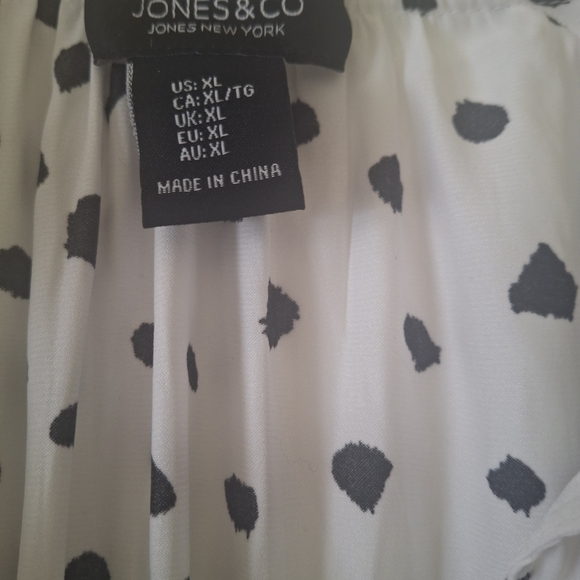 JONES&CO
JONES NEW YORK
US: XL
CA: XL/TG
UK: XL
EU: XL
AU: XL
MADE IN CHINA